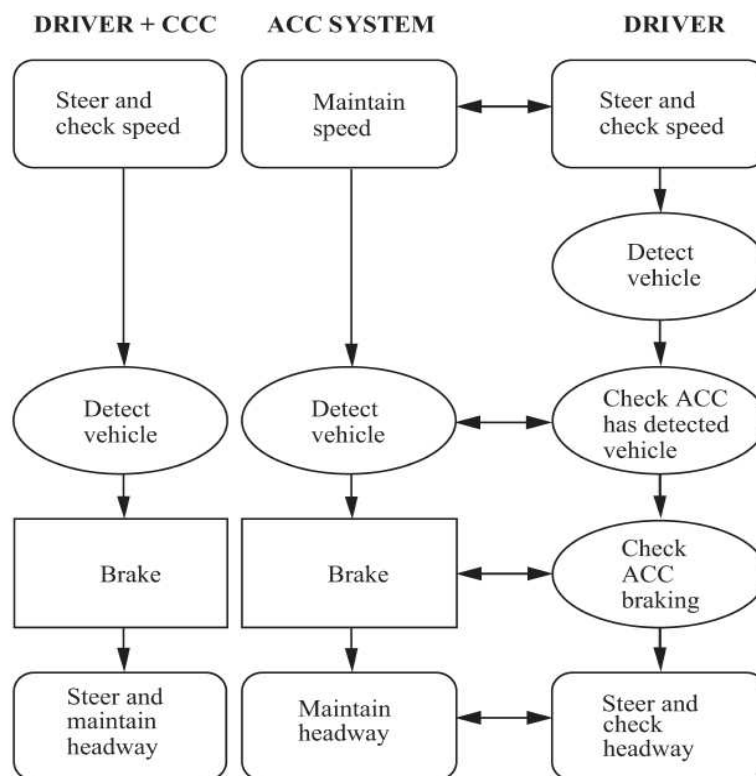 DRIVER + CCC
ACC SYSTEM
DRIVER
Steer and
check speed
Maintain
speed
Steer and
check speed
Detect
vehicle
Detect
vehicle
Detect
vehicle
Check ACC
has detected
vehicle
Brake
Brake
Check
ACC
braking
Steer and
maintain
headway
Maintain
headway
Steer and
check
headway